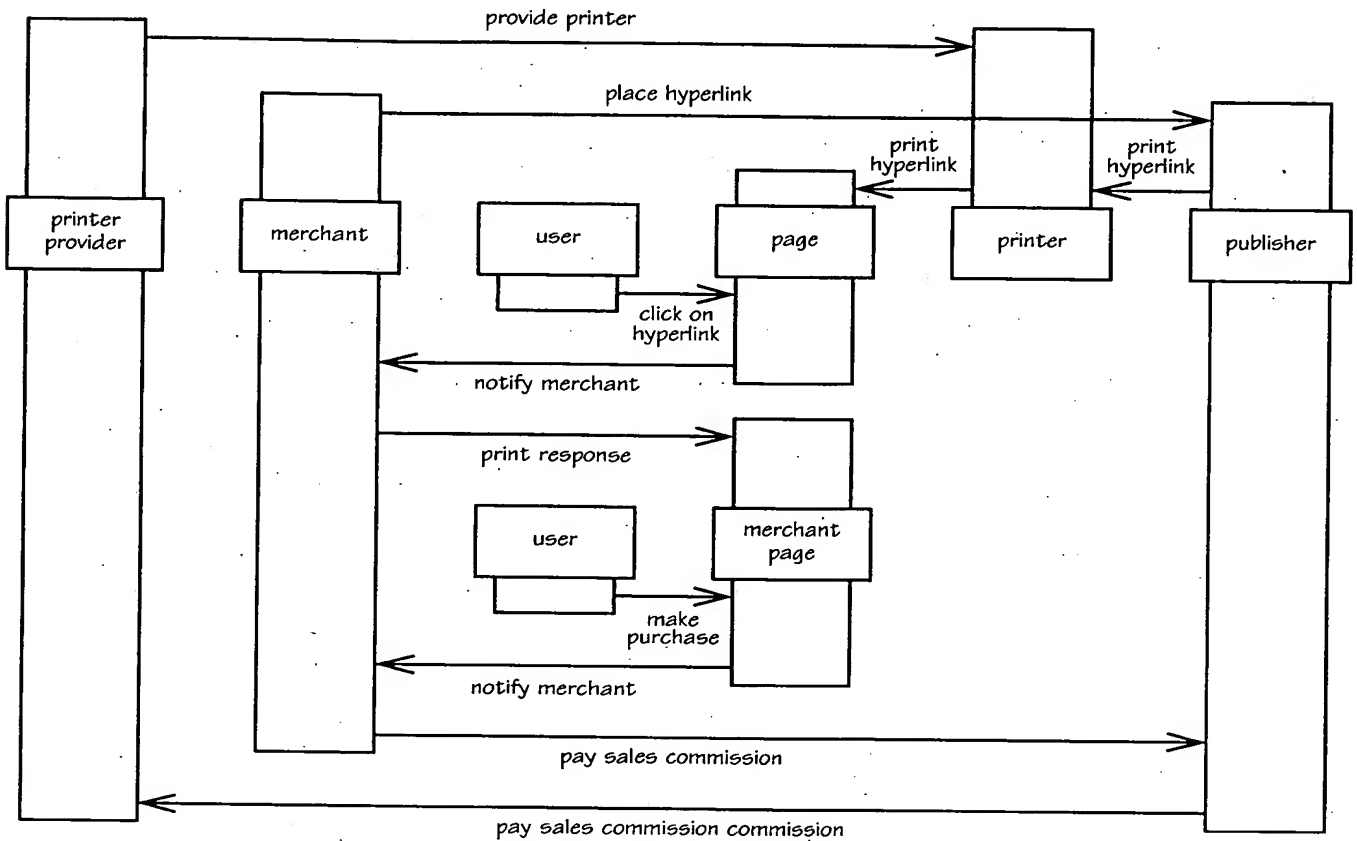 provide printer
place hyperlink
print
hyperlink
print
hyperlink
printer
provider
merchant
user
page
printer
publisher
click on
hyperlink
notify merchant
print response
user
merchant
page
make
purchase
notify merchant
pay sales commission
pay sales commission commission